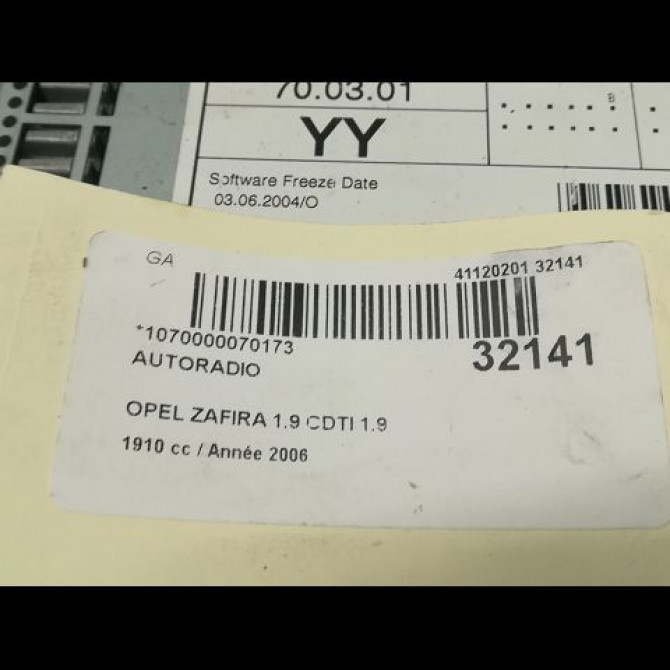 70.03.01
YY
Software Freeze Date
03.06.2004/O
GA
41120201 32141
*1070000070173
32141
AUTORADIO
OPEL ZAFIRA 1.9 CDTI 1.9
1910 cc / Année 2006